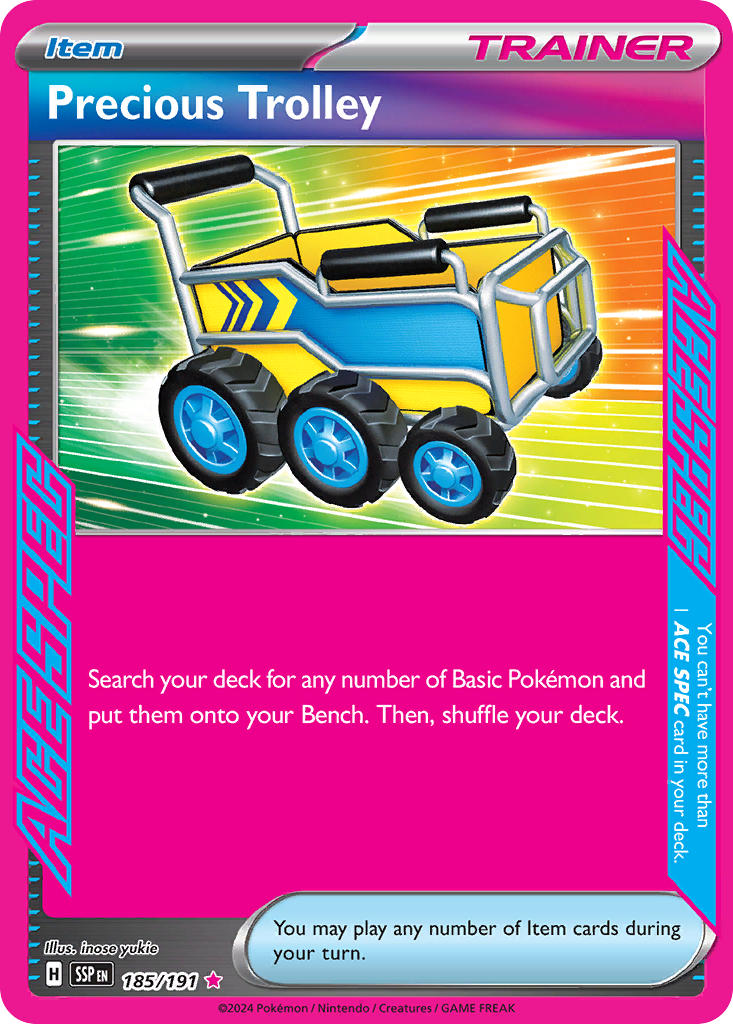 Item
TRAINER
Precious Trolley
ACE SPEC
ACE SPEC
Search your deck for any number of Basic Pokémon and
put them onto your Bench. Then, shuffle your deck.
You can't have more than
1 ACE SPEC card in your deck.
You may play any number of Item cards during
your turn.
Illus. inose yukie
H SSP EN 185/191
©2024 Pokémon / Nintendo / Creatures / GAME FREAK